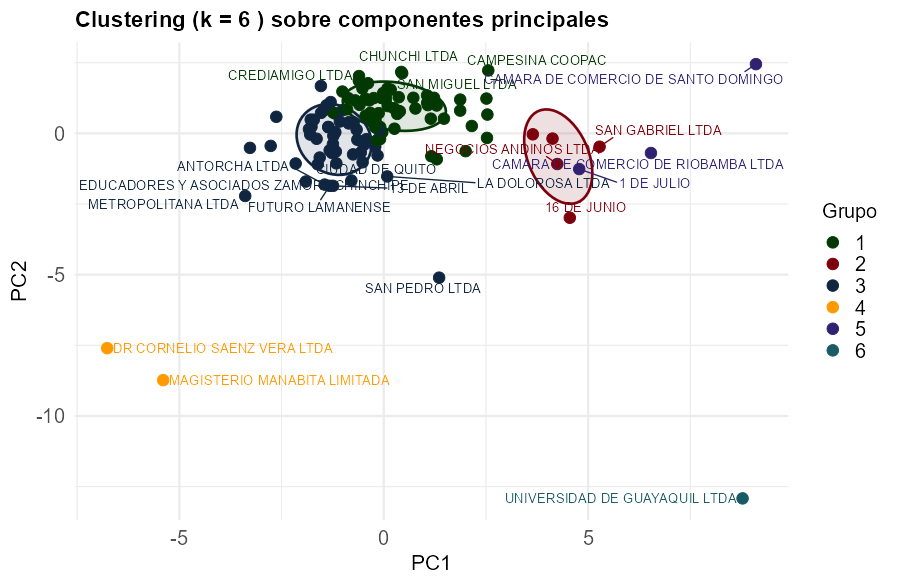 Clustering (k = 6 ) sobre componentes principales
CHUNCHI LTDA
CAMPESINA COOPAC
CREDIAMIGO LTDA
CAMARA DE COMERCIO DE SANTO DOMINGO
SAN MIGUEL LTDA
SAN GABRIEL LTDA
NEGOCIOS ANDINOS LTDA
ANTORCHA LTDA
CIUDAD DE QUITO
CAMARA DE COMERCIO DE RIOBAMBA LTDA
EDUCADORES Y ASOCIADOS ZAMORA CHINCHIPE
13 DE ABRIL
LA DOLOROSA LTDA
1 DE JULIO
METROPOLITANA LTDA
FUTURO LAMANENSE
16 DE JUNIO
SAN PEDRO LTDA
DR CORNELIO SAENZ VERA LTDA
MAGISTERIO MANABITA LIMITADA
UNIVERSIDAD DE GUAYAQUIL LTDA
0
-5
-10
PC2
-5
0
5
PC1
Grupo
1
2
3
4
5
6